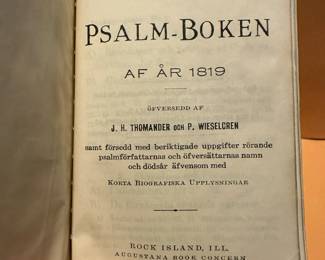 PSALM-BOKEN
AF ÅR 1819
ÖFVERSEDD AF
J. H. THOMANDER OCH P. WIESELGREN
samt försedd med beriktigade uppgifter rörande
psalmförfattarnas och öfversättarnas namn
och dödsår äfvensom med
KORTA BIOGRAFISKA UPPLYSNINGAR
ROCK ISLAND, ILL.
AUGUSTANA BOOK CONCERN